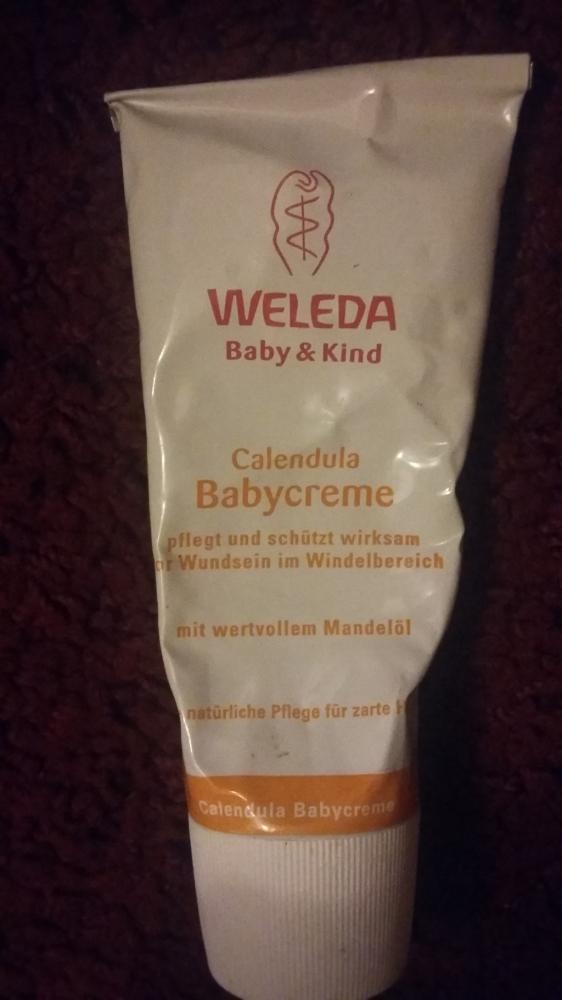 WELEDA
Baby & Kind
Calendula
Babycreme
pflegt und schützt wirksam
Wundsein im Windelbereich
mit wertvollem Mandelöl
natürliche Pflege für zarte
Calendula Babycreme